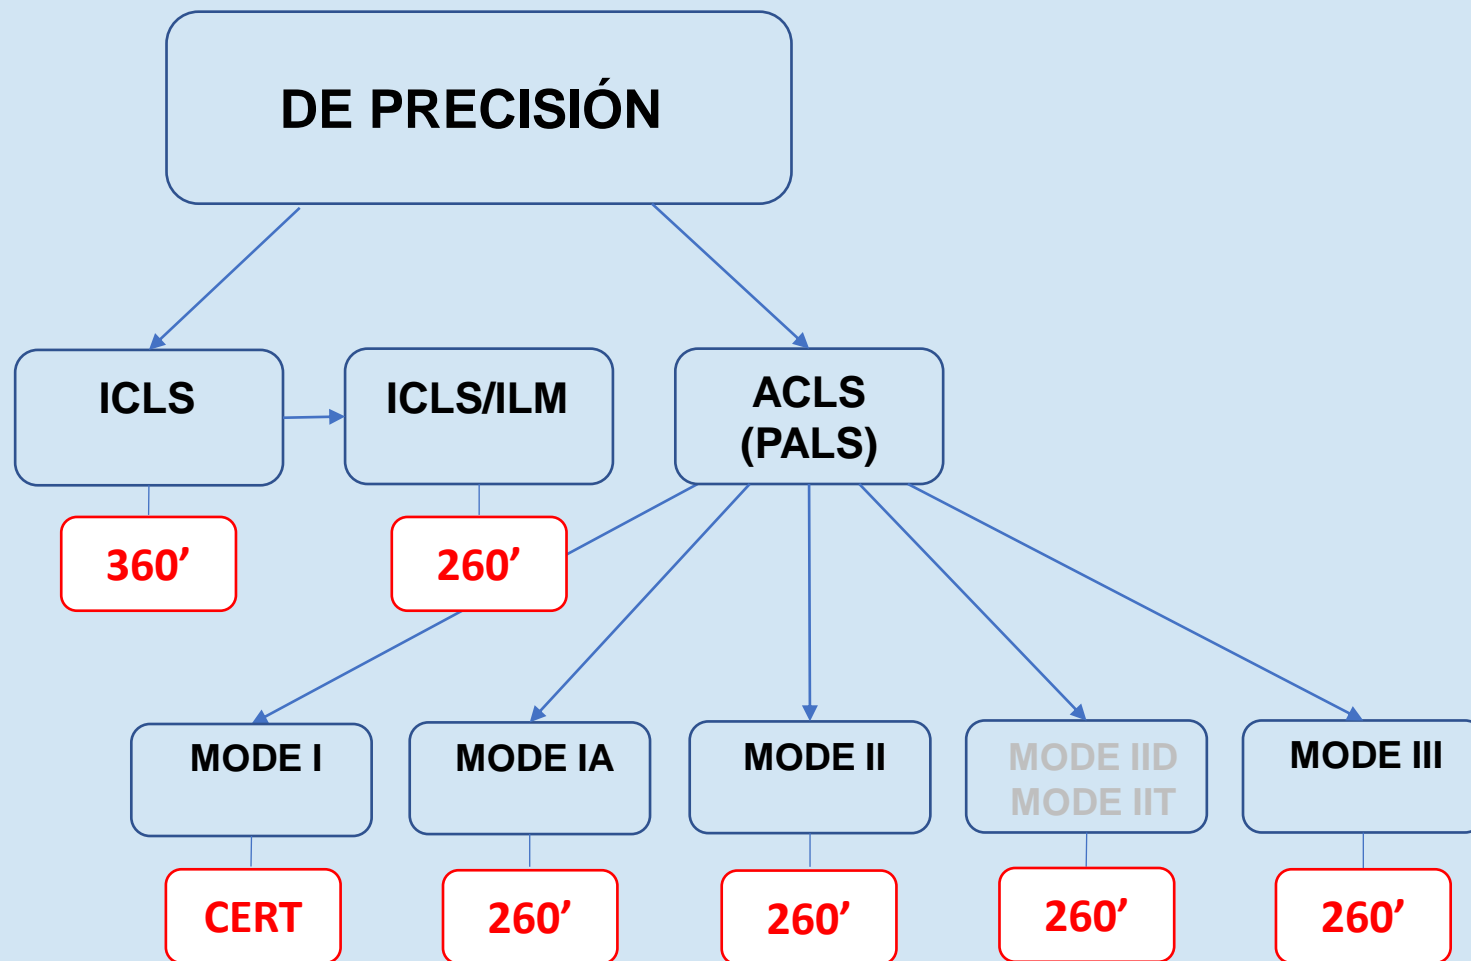 DE PRECISIÓN
ICLS
ICLS/ILM
ACLS
(PALS)
360’
260’
MODE I
MODE IA
MODE II
MODE IID
MODE IIT
MODE III
CERT
260’
260’
260’
260’